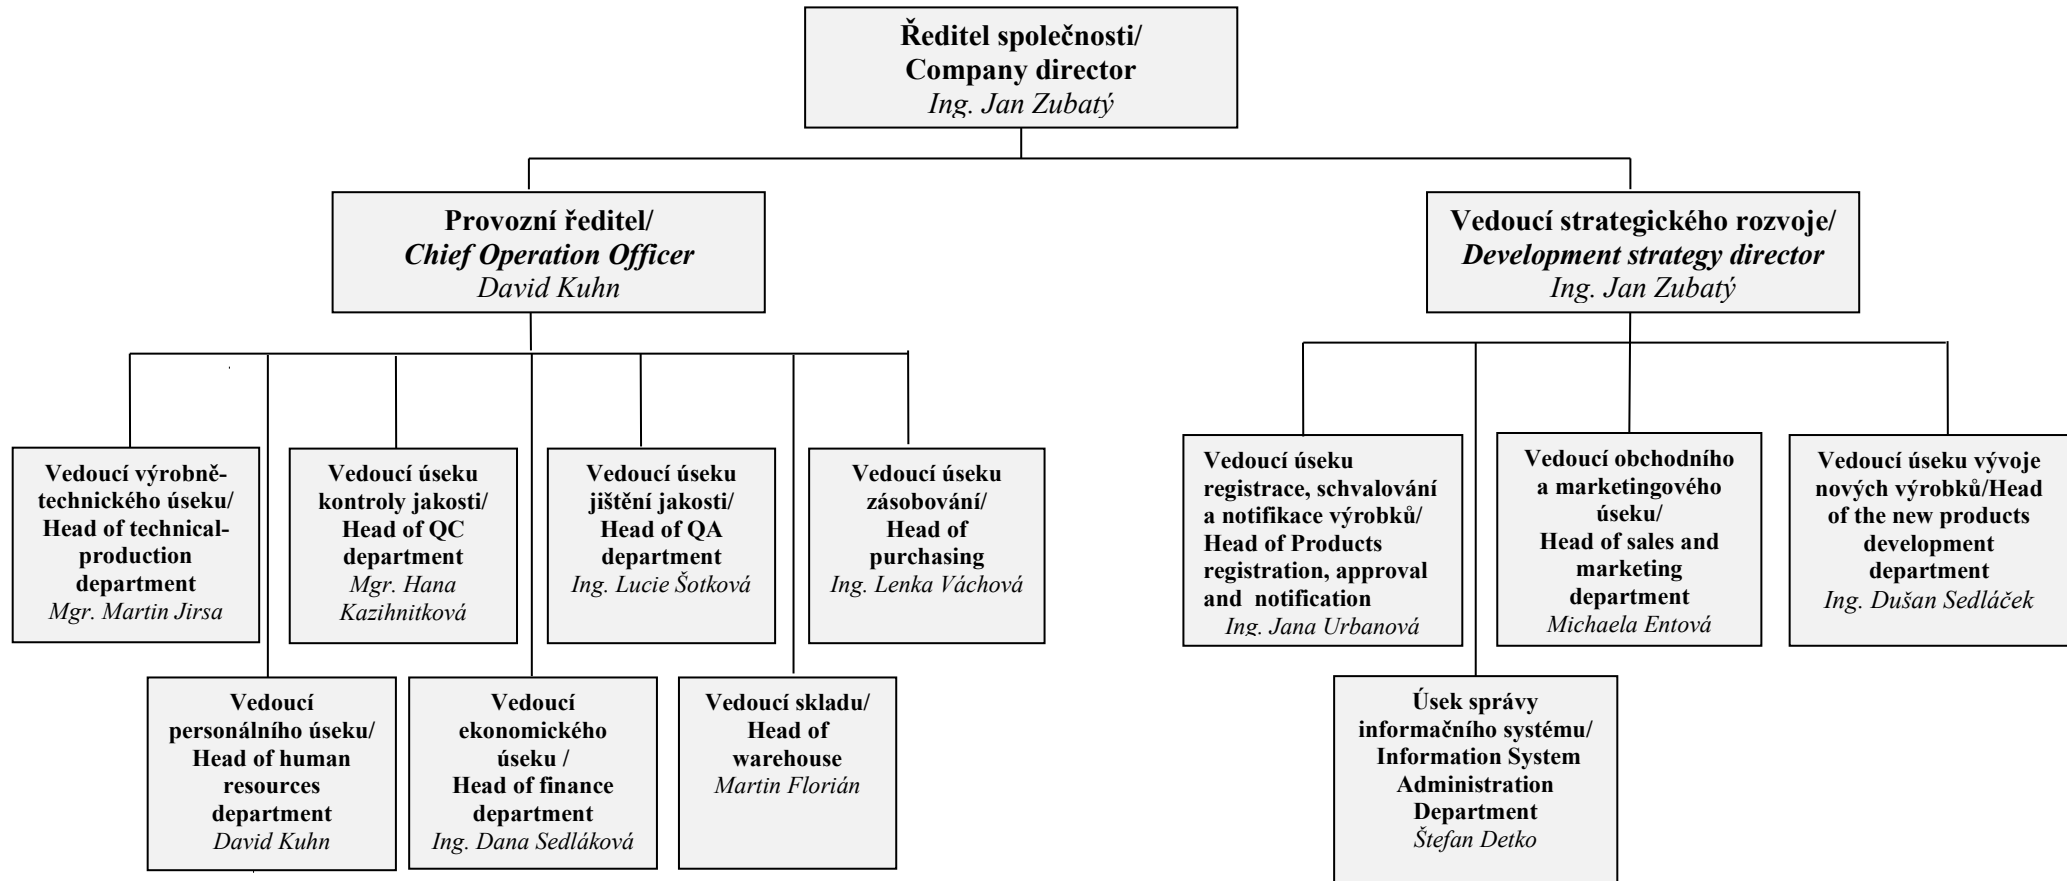 Ředitel společnosti/
Company director
Ing. Jan Zubatý
Provozní ředitel/
Chief Operation Officer
David Kuhn
Vedoucí strategického rozvoje/
Development strategy director
Ing. Jan Zubatý
Vedoucí výrobně-
technického úseku/
Head of technical-
production
department
Mgr. Martin Jirsa
Vedoucí úseku
kontroly jakosti/
Head of QC
department
Mgr. Hana
Kazihnitková
Vedoucí úseku
jištění jakosti/
Head of QA
department
Ing. Lucie Šotková
Vedoucí úseku
zásobování/
Head of
purchasing
Ing. Lenka Váchová
Vedoucí úseku
registrace, schvalování
a notifikace výrobků/
Head of Products
registration, approval
and notification
Ing. Jana Urbanová
Vedoucí obchodního
a marketingového
úseku/
Head of sales and
marketing
department
Michaela Entová
Vedoucí úseku vývoje
nových výrobků/Head
of the new products
development
department
Ing. Dušan Sedláček
Vedoucí
personálního úseku/
Head of human
resources
department
David Kuhn
Vedoucí
ekonomického
úseku /
Head of finance
department
Ing. Dana Sedláková
Vedoucí skladu/
Head of
warehouse
Martin Florián
Úsek správy
informačního systému/
Information System
Administration
Department
Štefan Detko